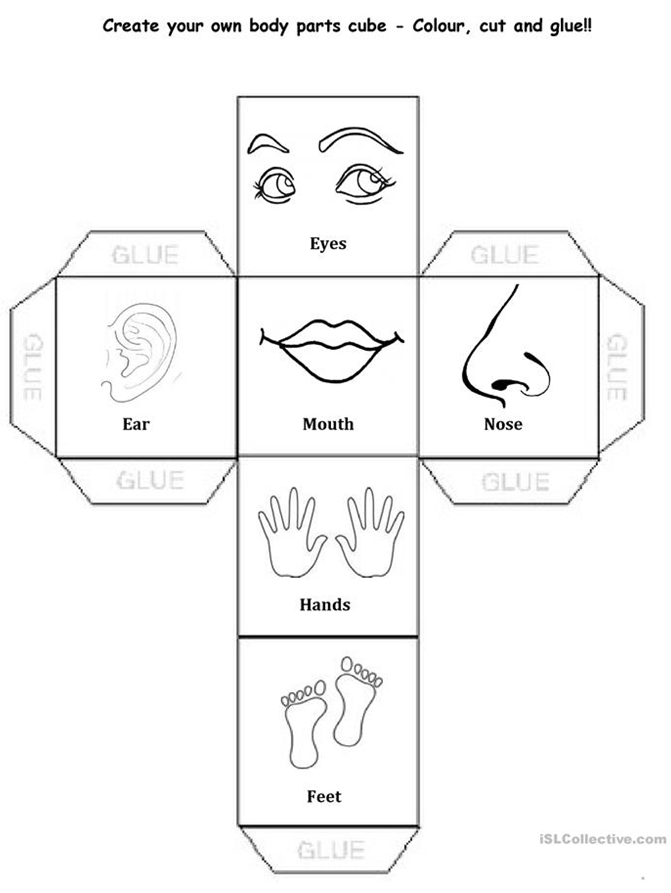 Create your own body parts cube - Colour, cut and glue!!
Eyes
GLUE
GLUE
GLUE
GLUE
Ear
Mouth
Nose
GLUE
GLUE
Hands
Feet
iSLCollective.com
GLUE